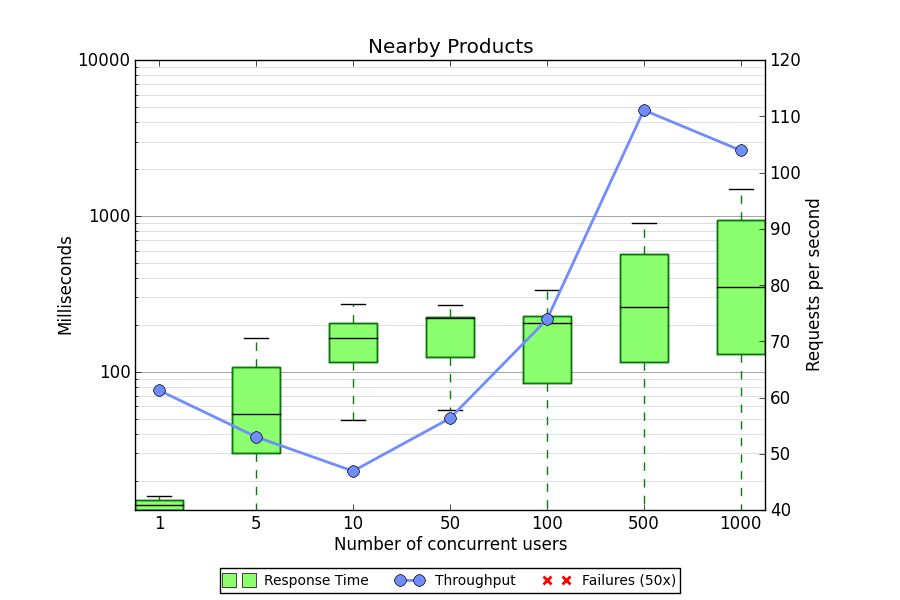 Nearby Products
10000
1000
100
Milliseconds
120
110
100
90
80
70
60
50
40
Requests per second
1 5 10 50 100 500 1000
Number of concurrent users
Response Time Throughput Failures (50x)